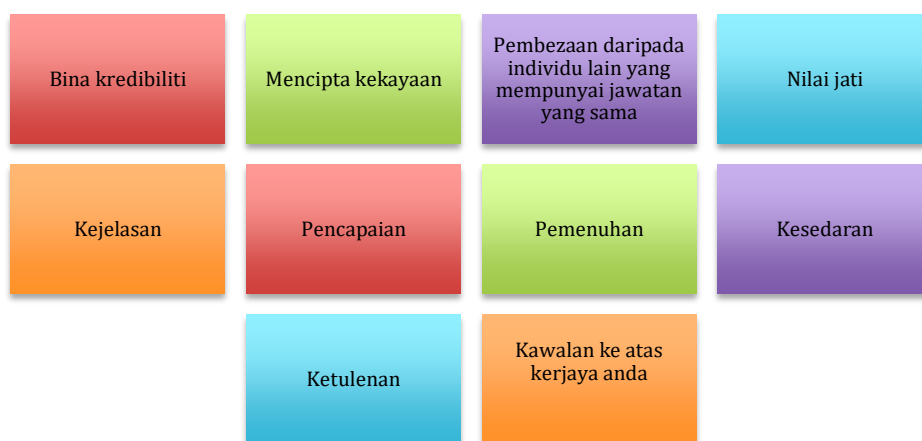 Bina kredibiliti
Mencipta kekayaan
Pembezaan daripada
individu lain yang
mempunyai jawatan
yang sama
Nilai jati
Kejelasan
Pencapaian
Pemenuhan
Kesedaran
Ketulenan
Kawalan ke atas
kerjaya anda